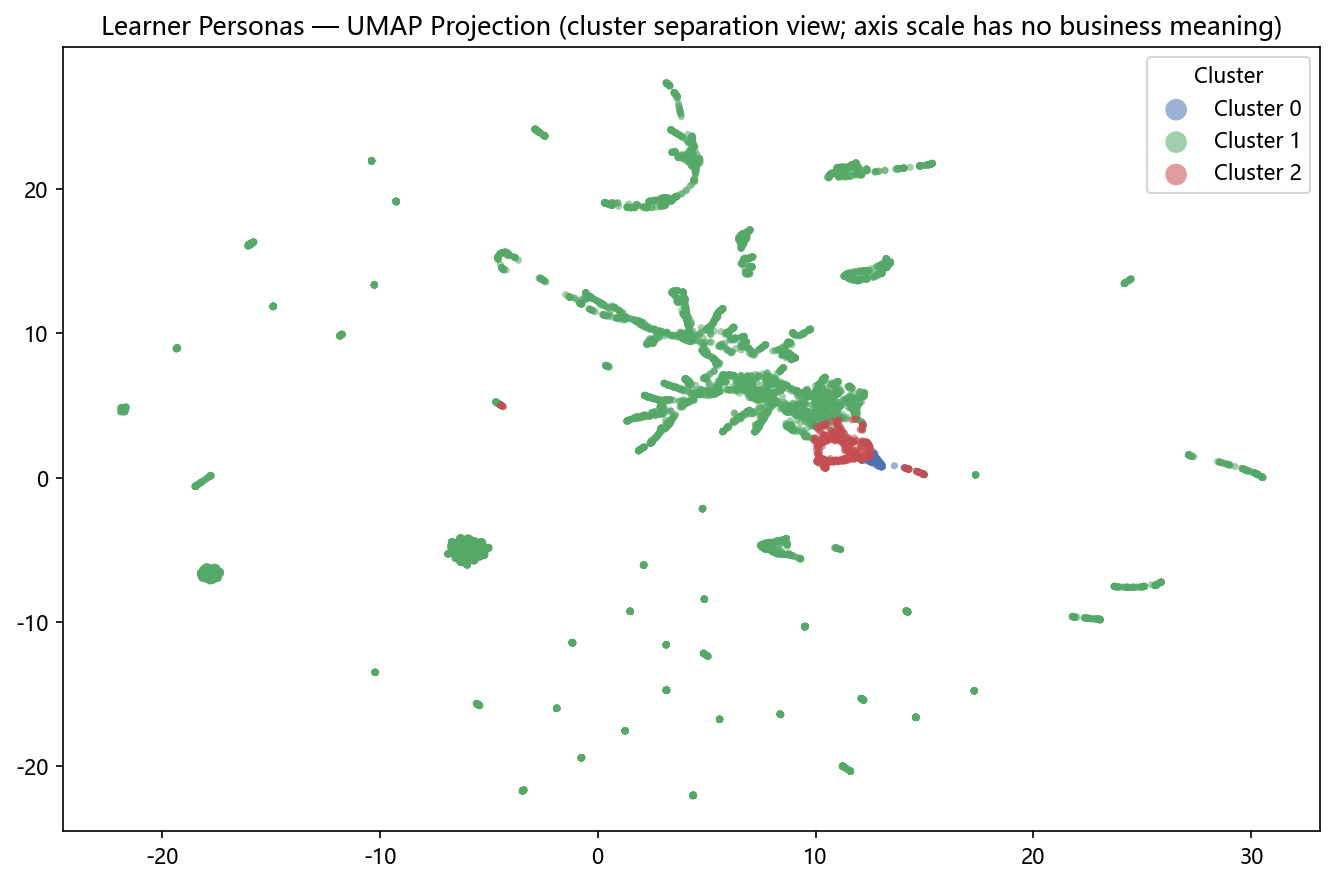 Learner Personas — UMAP Projection (cluster separation view; axis scale has no business meaning)
Cluster
Cluster 0
Cluster 1
Cluster 2
20
10
0
-10
-20
-20
-10
0
10
20
30